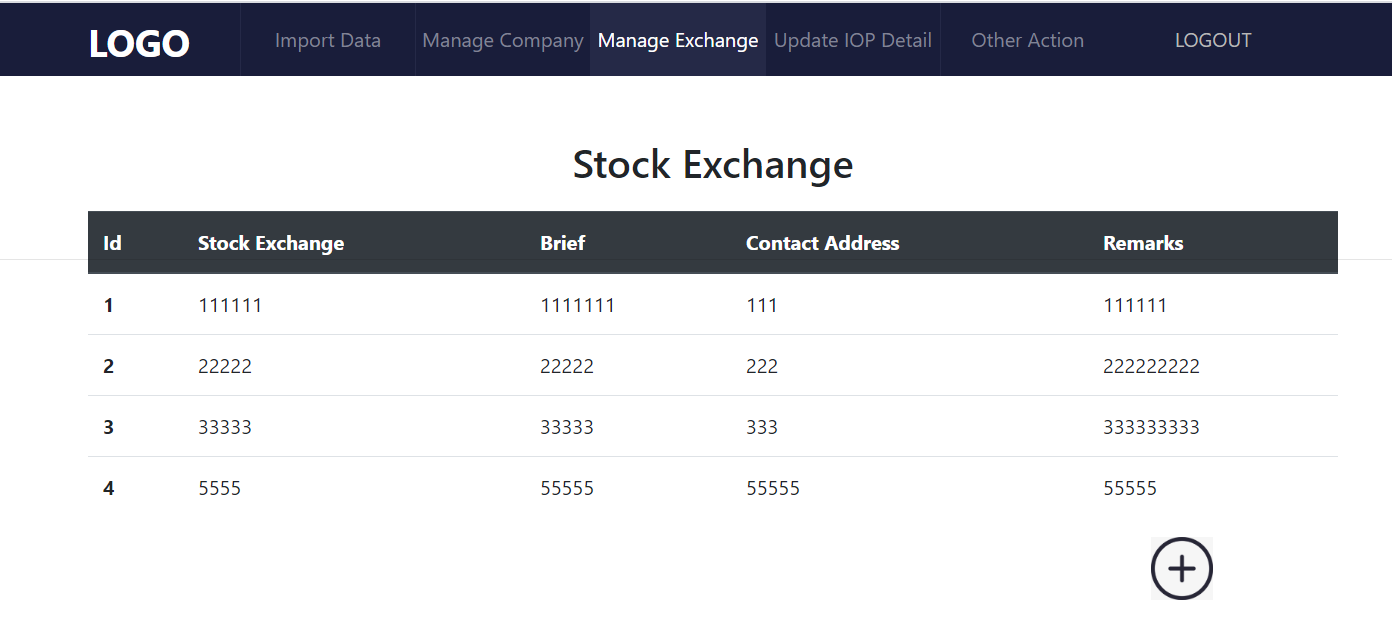 LOGO Import Data Manage Company Manage Exchange Update IOP Detail Other Action LOGOUT
Stock Exchange
Id Stock Exchange Brief Contact Address Remarks
1 111111 1111111 111 111111
2 22222 22222 222 222222222
3 33333 33333 333 333333333
4 5555 55555 55555 55555